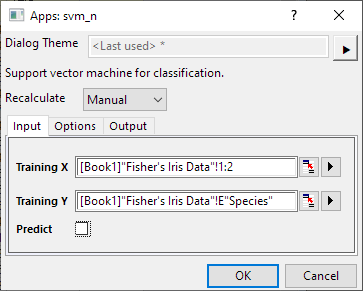 Apps: svm_n
Dialog Theme <Last used> *
Support vector machine for classification.
Recalculate Manual
Input Options Output
Training X [Book1]"Fisher's Iris Data"!1:2
Training Y [Book1]"Fisher's Iris Data"!E"Species"
Predict
OK Cancel